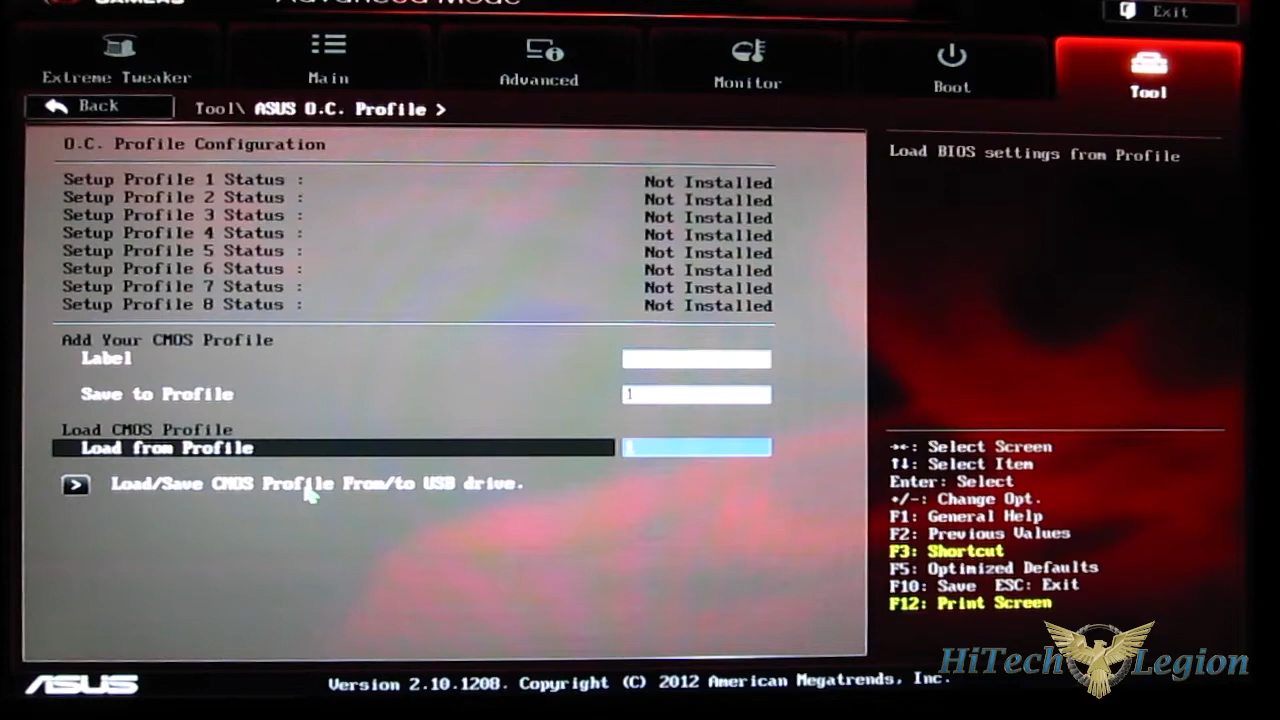 GAMERS
Advanced Mode
Exit
Extreme Tweaker
Main
Advanced
Monitor
Boot
Tool
Back
Tool\ ASUS O.C. Profile >
O.C. Profile Configuration
Setup Profile 1 Status : Not Installed
Setup Profile 2 Status : Not Installed
Setup Profile 3 Status : Not Installed
Setup Profile 4 Status : Not Installed
Setup Profile 5 Status : Not Installed
Setup Profile 6 Status : Not Installed
Setup Profile 7 Status : Not Installed
Setup Profile 8 Status : Not Installed
Add Your CMOS Profile
Label
Save to Profile 1
Load CMOS Profile
Load from Profile 1
> Load/Save CMOS Profile From/to USB drive.
Load BIOS settings from Profile
→←: Select Screen
↑↓: Select Item
Enter: Select
+/-: Change Opt.
F1: General Help
F2: Previous Values
F3: Shortcut
F5: Optimized Defaults
F10: Save ESC: Exit
F12: Print Screen
HiTech Legion
ASUS
Version 2.10.1208. Copyright (C) 2012 American Megatrends, Inc.